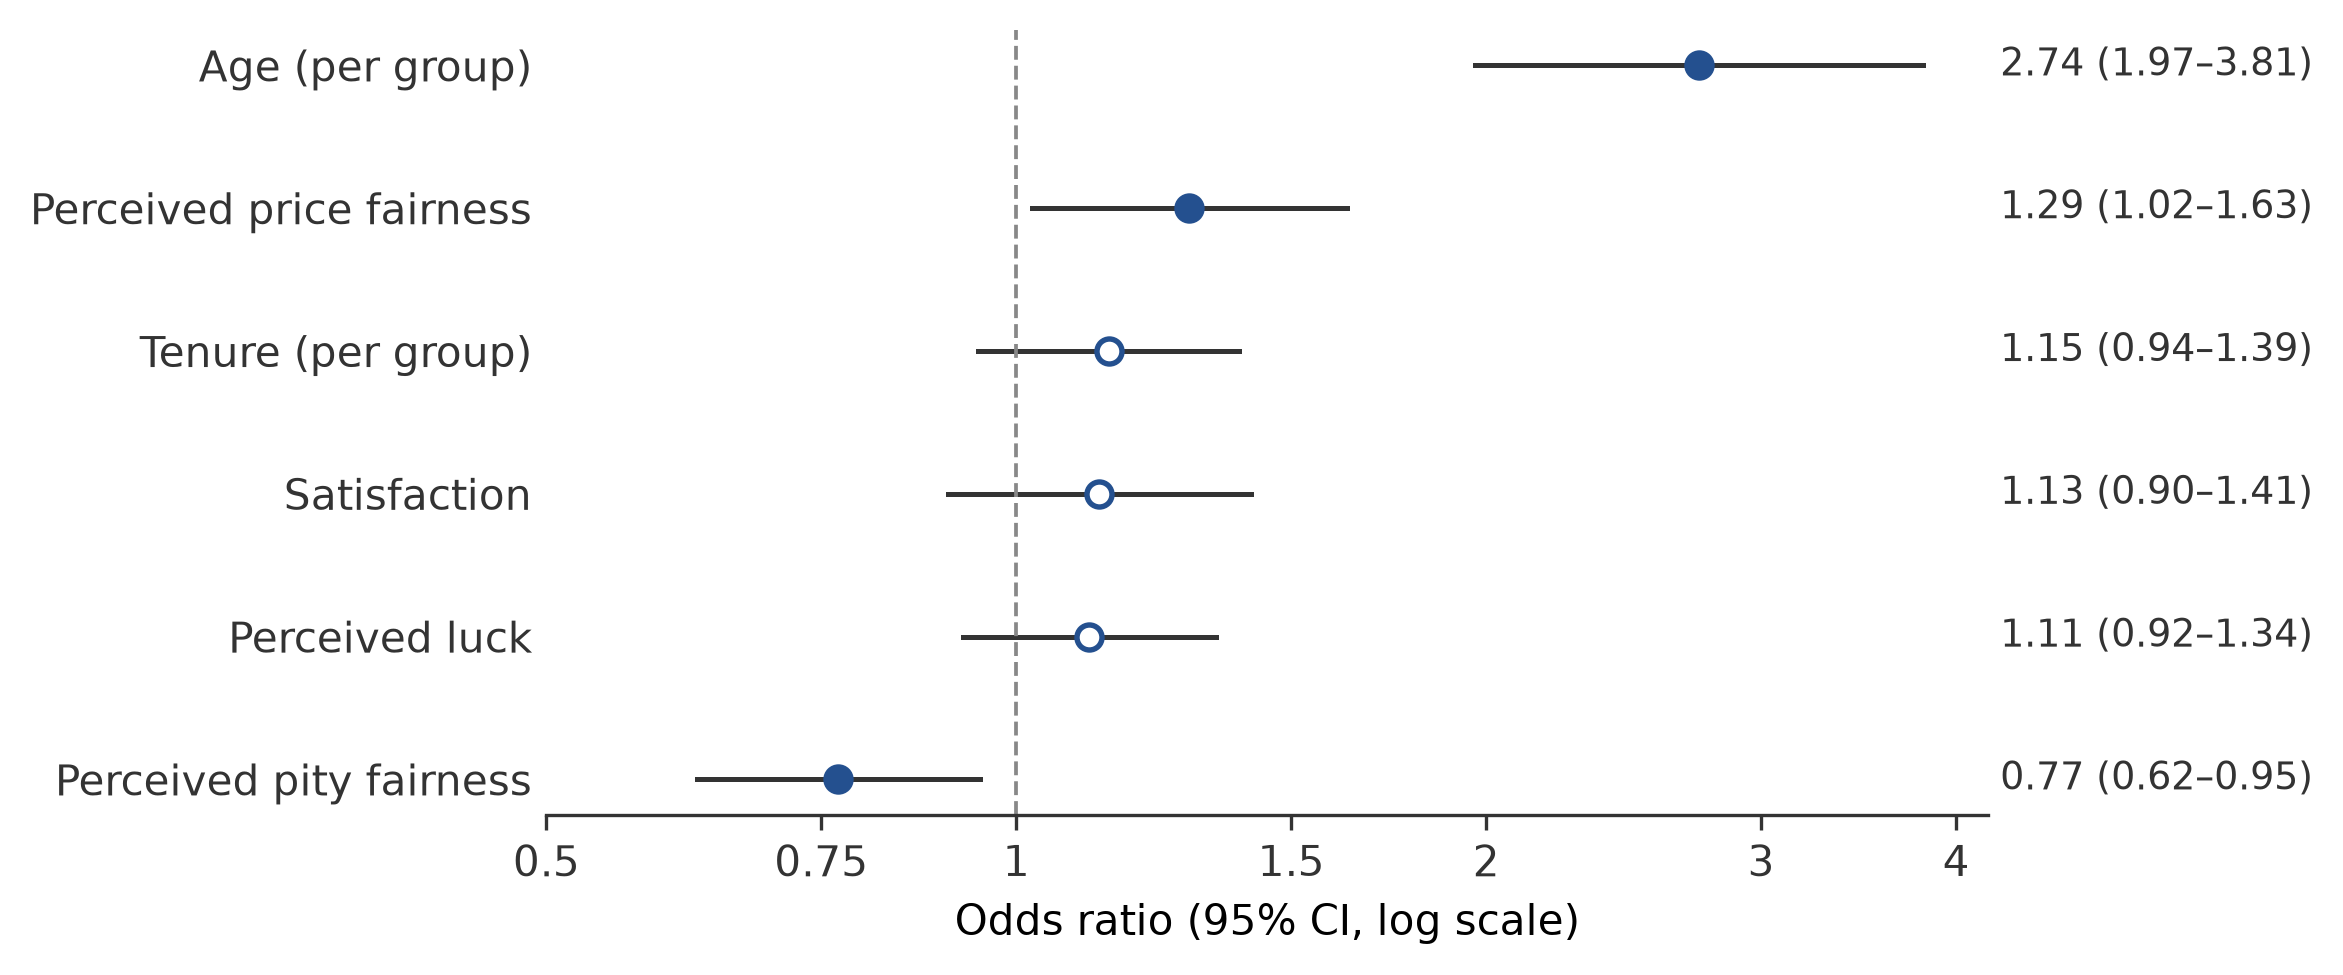 Age (per group) 2.74 (1.97–3.81)
Perceived price fairness 1.29 (1.02–1.63)
Tenure (per group) 1.15 (0.94–1.39)
Satisfaction 1.13 (0.90–1.41)
Perceived luck 1.11 (0.92–1.34)
Perceived pity fairness 0.77 (0.62–0.95)
0.5 0.75 1 1.5 2 3 4
Odds ratio (95% CI, log scale)